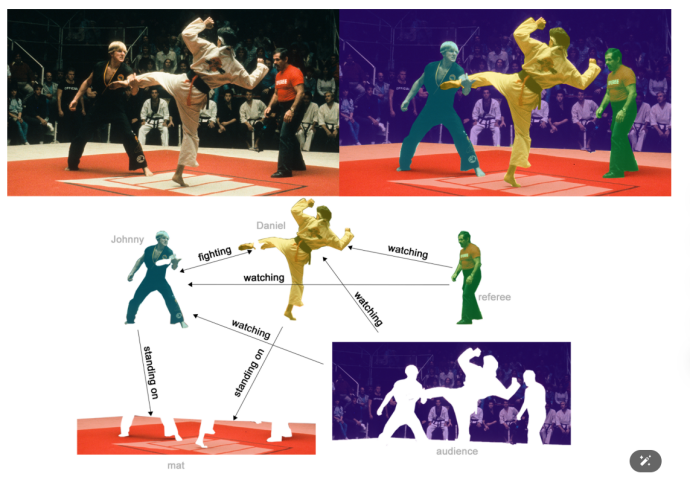 Johnny
Daniel
fighting
watching
watching
referee
watching
watching
standing on
standing on
mat
audience